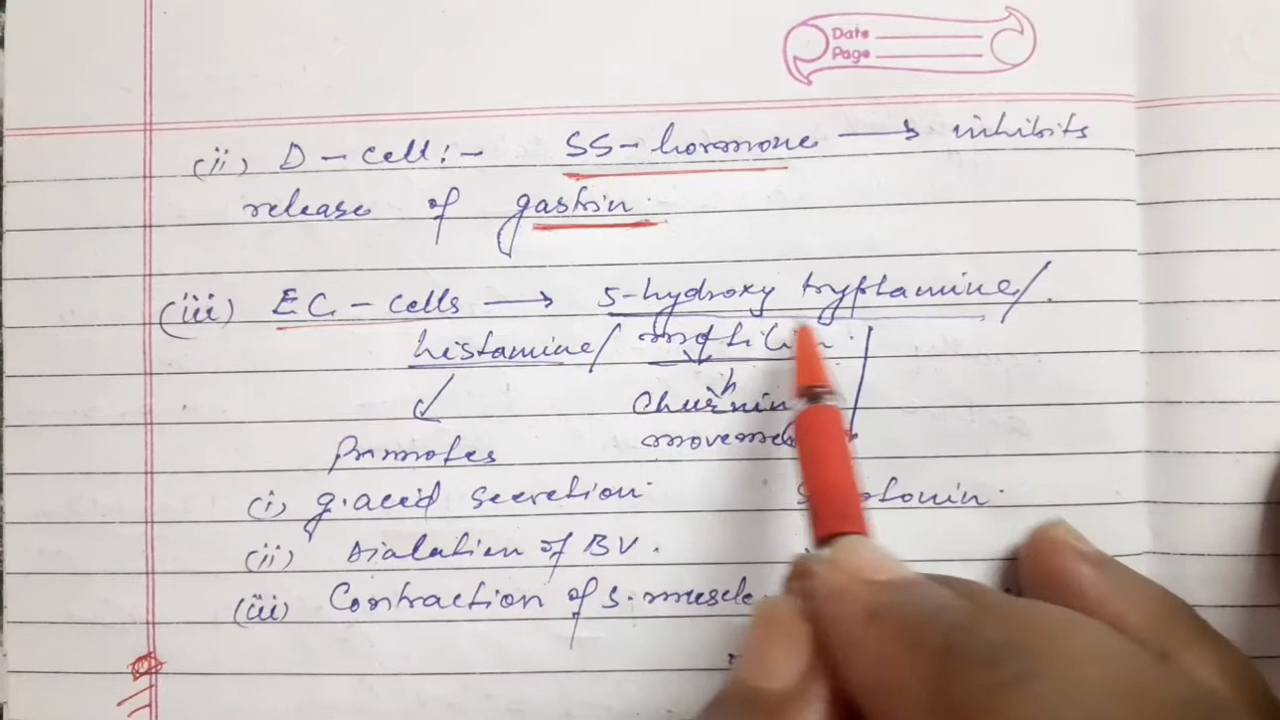 Date
Page
(ii) D - cell :- SS - hormone → inhibits
release of gastrin.
(iii) EC - cells → 5-hydroxy tryptamine/
histamine/ motilin.
Churnin
Promotes
(i) g.acid secretion.
(ii) Dialation of BV.
(iii) Contraction of s.muscle